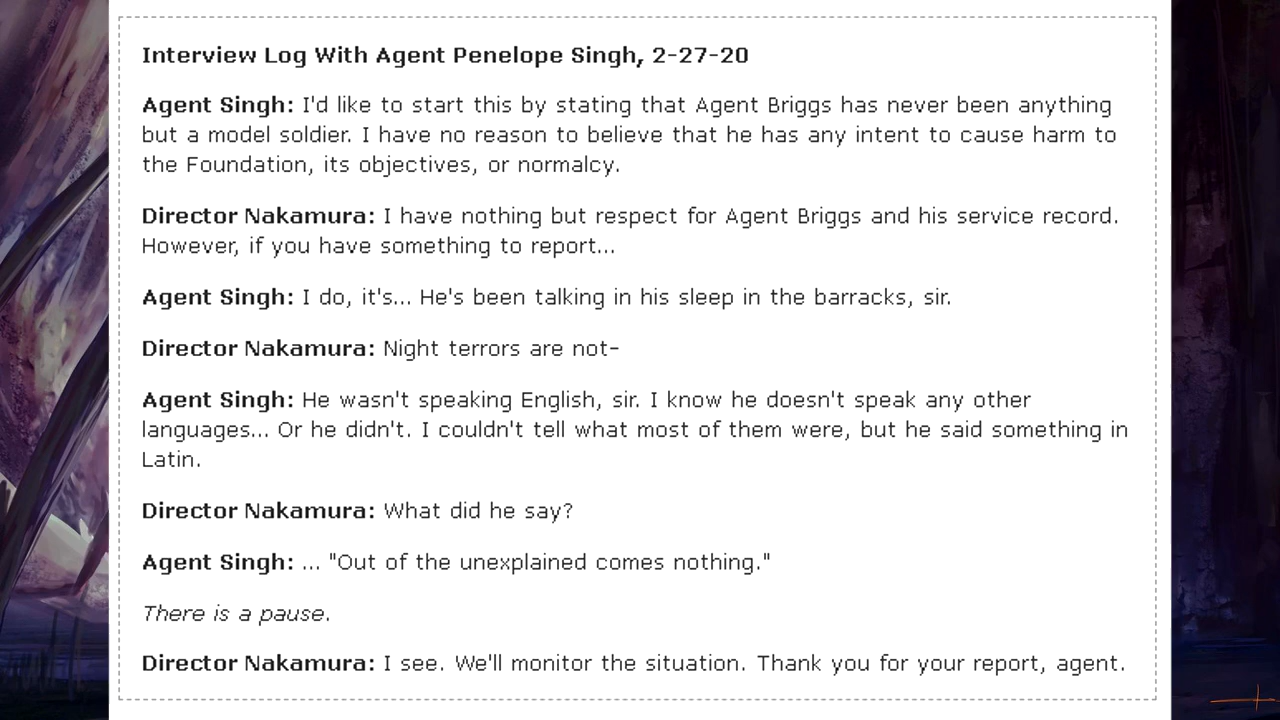 Interview Log With Agent Penelope Singh, 2-27-20
Agent Singh: I'd like to start this by stating that Agent Briggs has never been anything
but a model soldier. I have no reason to believe that he has any intent to cause harm to
the Foundation, its objectives, or normalcy.
Director Nakamura: I have nothing but respect for Agent Briggs and his service record.
However, if you have something to report...
Agent Singh: I do, it's... He's been talking in his sleep in the barracks, sir.
Director Nakamura: Night terrors are not-
Agent Singh: He wasn't speaking English, sir. I know he doesn't speak any other
languages... Or he didn't. I couldn't tell what most of them were, but he said something in
Latin.
Director Nakamura: What did he say?
Agent Singh: ... "Out of the unexplained comes nothing."
There is a pause.
Director Nakamura: I see. We'll monitor the situation. Thank you for your report, agent.